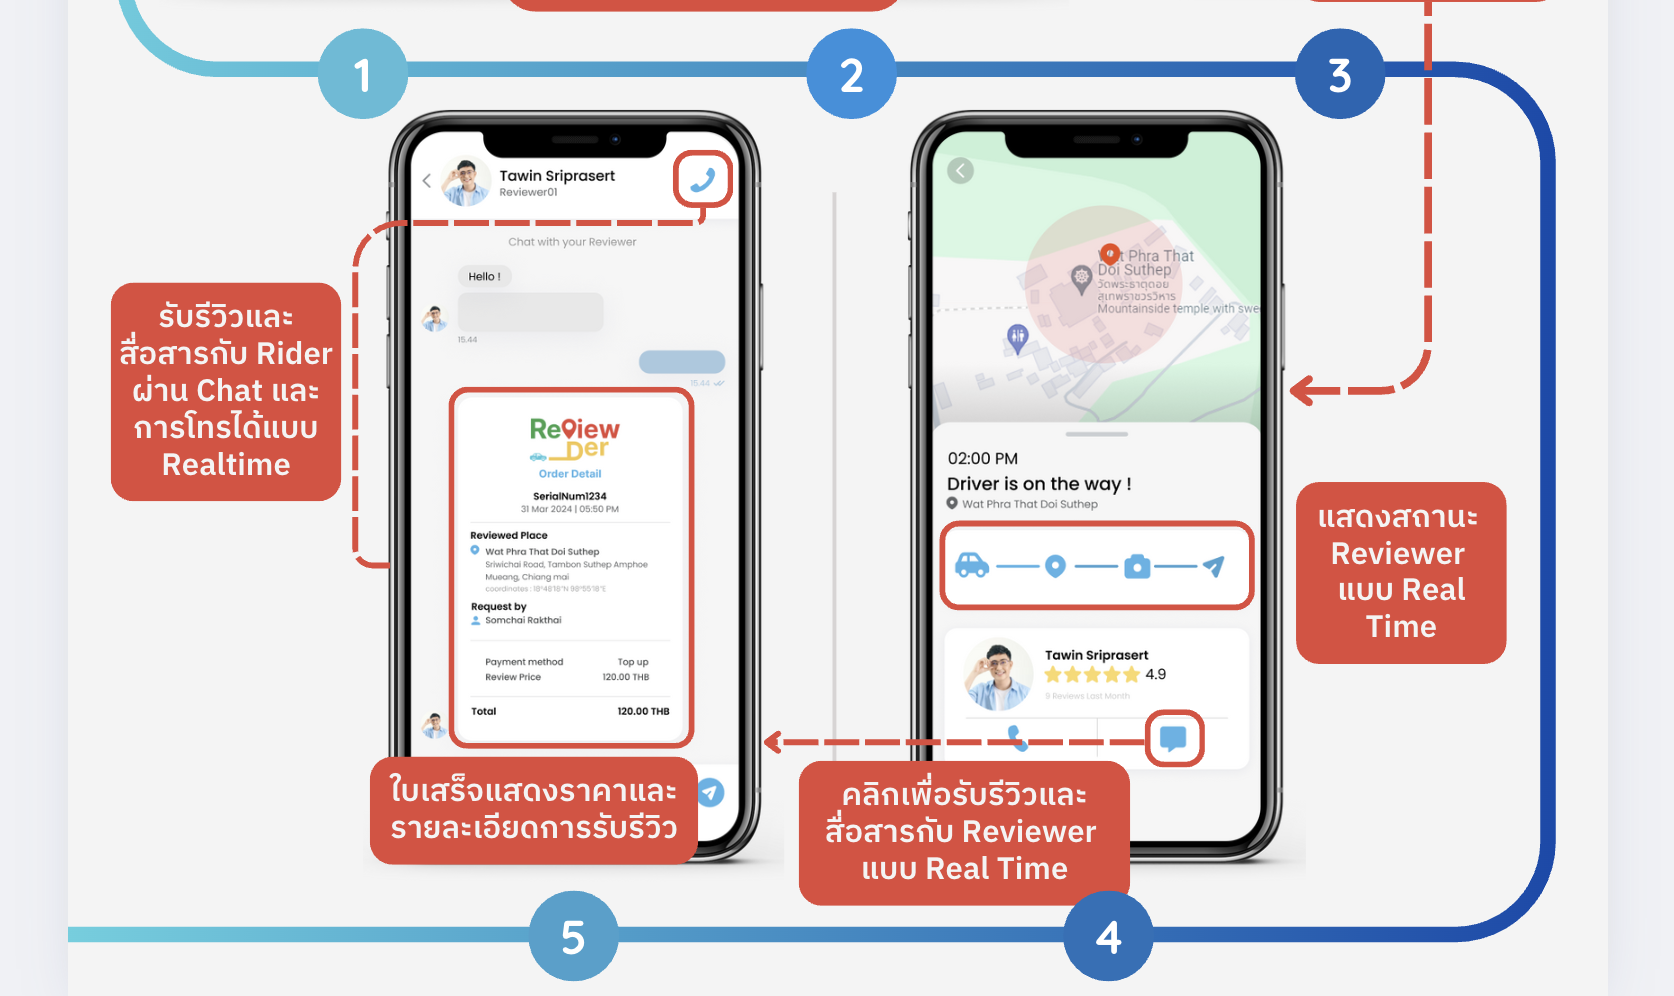 1
2
3
Tawin Sriprasert
Reviewer01
Chat with your Reviewer
Hello !
15.44
15.44
รับรีวิวและ
สื่อสารกับ Rider
ผ่าน Chat และ
การโทรได้แบบ
Realtime
Review
Der
Order Detail
SerialNum1234
31 Mar 2024 | 05:50 PM
Reviewed Place
Wat Phra That Doi Suthep
Sriwichai Road, Tambon Suthep Amphoe
Mueang, Chiang mai
coordinates : 18°48'18"N 98°55'18"E
Request by
Somchai Rakthai
Payment method Top up
Review Price 120.00 THB
Total 120.00 THB
ใบเสร็จแสดงราคาและ
รายละเอียดการรับรีวิว
Wat Phra That
Doi Suthep
วัดพระธาตุดอย
สุเทพราชวรวิหาร
Mountainside temple with swe
02:00 PM
Driver is on the way !
Wat Phra That Doi Suthep
แสดงสถานะ
Reviewer
แบบ Real
Time
Tawin Sriprasert
4.9
9 Reviews Last Month
คลิกเพื่อรับรีวิวและ
สื่อสารกับ Reviewer
แบบ Real Time
5
4